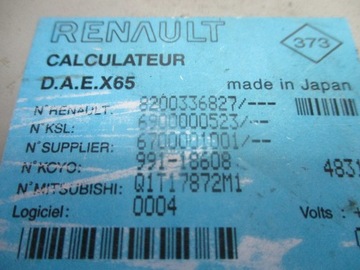 RENAULT
373
CALCULATEUR
D.A.E.X65
made in Japan
N°RENAULT: 8200336827/---
N°KSL: 6900000523/---
N°SUPPLIER: 6700001001/---
N°KOYO: 991-18608
N°MITSUBISHI: Q1T17872M1
4831
Logiciel: 0004
Volts :